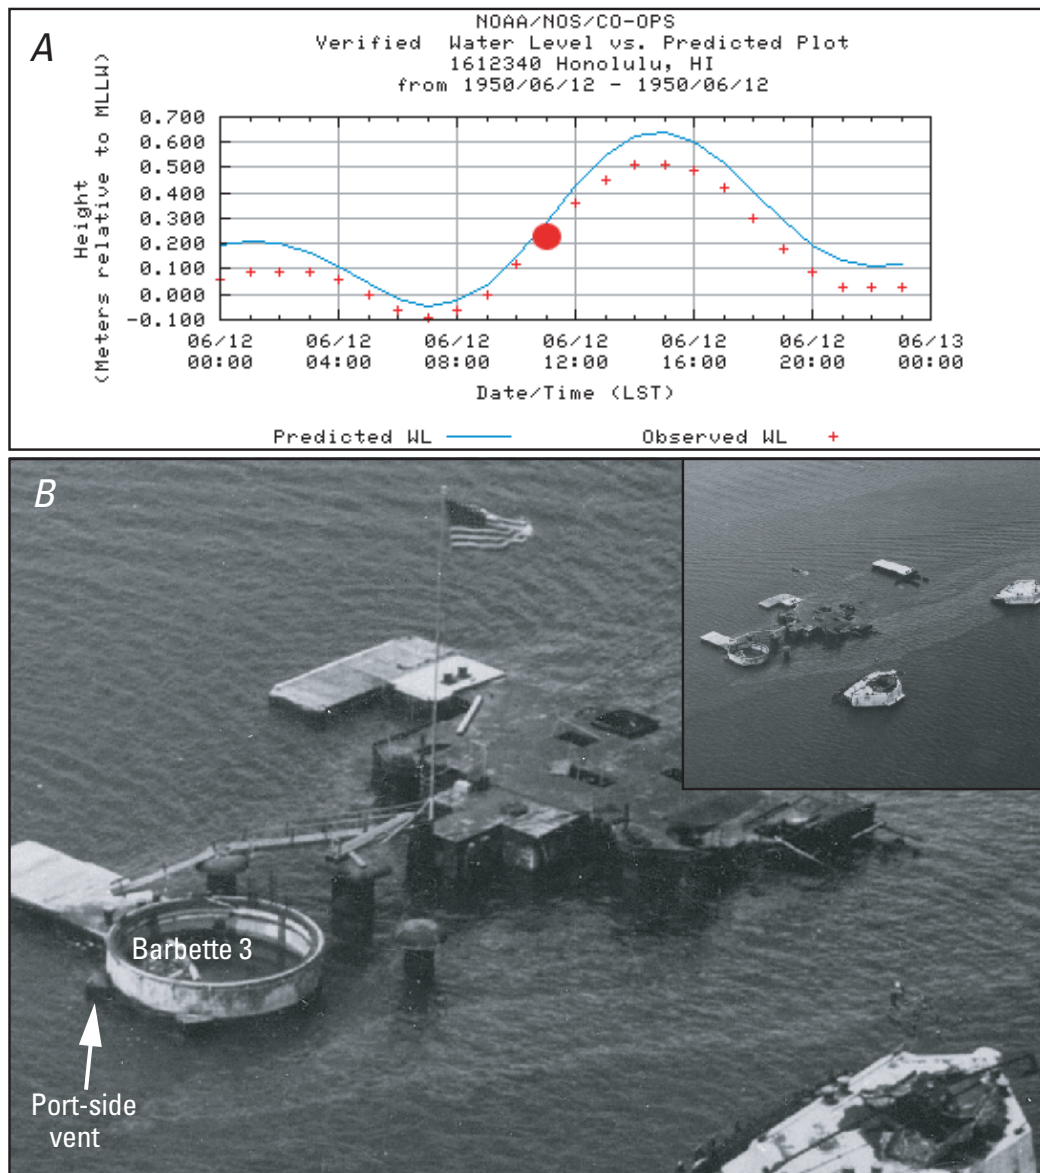 A
NOAA/NOS/CO-OPS
Verified Water Level vs. Predicted Plot
1612340 Honolulu, HI
from 1950/06/12 - 1950/06/12
Height
(Meters relative to MLLW)
0.700
0.600
0.500
0.400
0.300
0.200
0.100
0.000
-0.100
06/12 06/12 06/12 06/12 06/12 06/12 06/13
00:00 04:00 08:00 12:00 16:00 20:00 00:00
Date/Time (LST)
Predicted WL Observed WL
B
Barbette 3
Port-side
vent